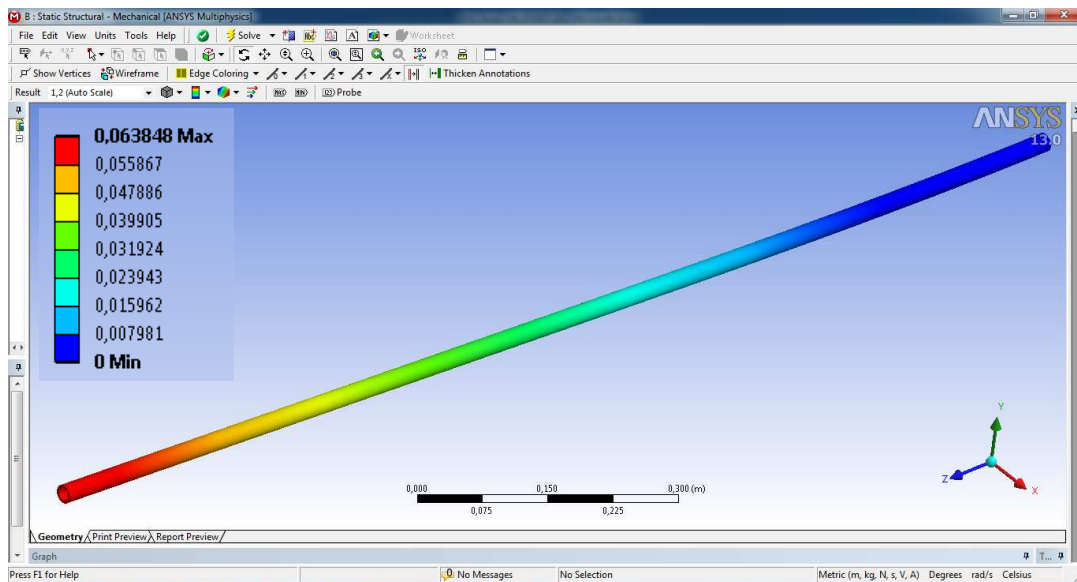 B : Static Structural - Mechanical [ANSYS Multiphysics]
File Edit View Units Tools Help Solve Worksheet
Show Vertices Wireframe Edge Coloring Thicken Annotations
Result 1,2 (Auto Scale) MAX MIN Probe
ANSYS
13.0
0,063848 Max
0,055867
0,047886
0,039905
0,031924
0,023943
0,015962
0,007981
0 Min
Y
Z
X
0,000 0,150 0,300 (m)
0,075 0,225
Geometry Print Preview Report Preview
Graph T...
Press F1 for Help 0 No Messages No Selection Metric (m, kg, N, s, V, A) Degrees rad/s Celsius